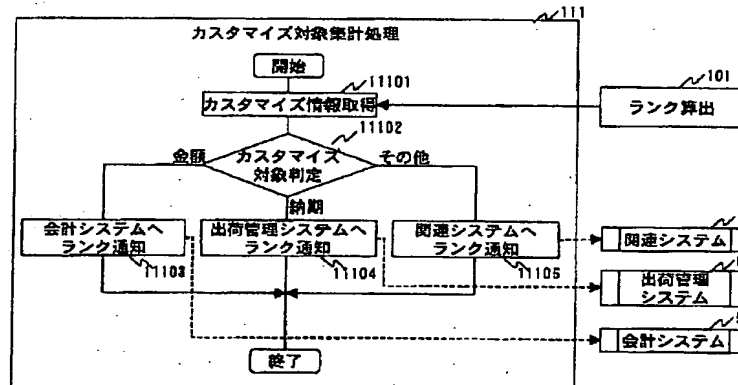 111
カスタマイズ対象集計処理
開始
11101
カスタマイズ情報取得
101
ランク算出
11102
カスタマイズ
対象判定
金額
その他
納期
会計システムへ
ランク通知
11103
出荷管理システムへ
ランク通知
11104
関連システムへ
ランク通知
11105
関連システム
出荷管理
システム
会計システム
終了